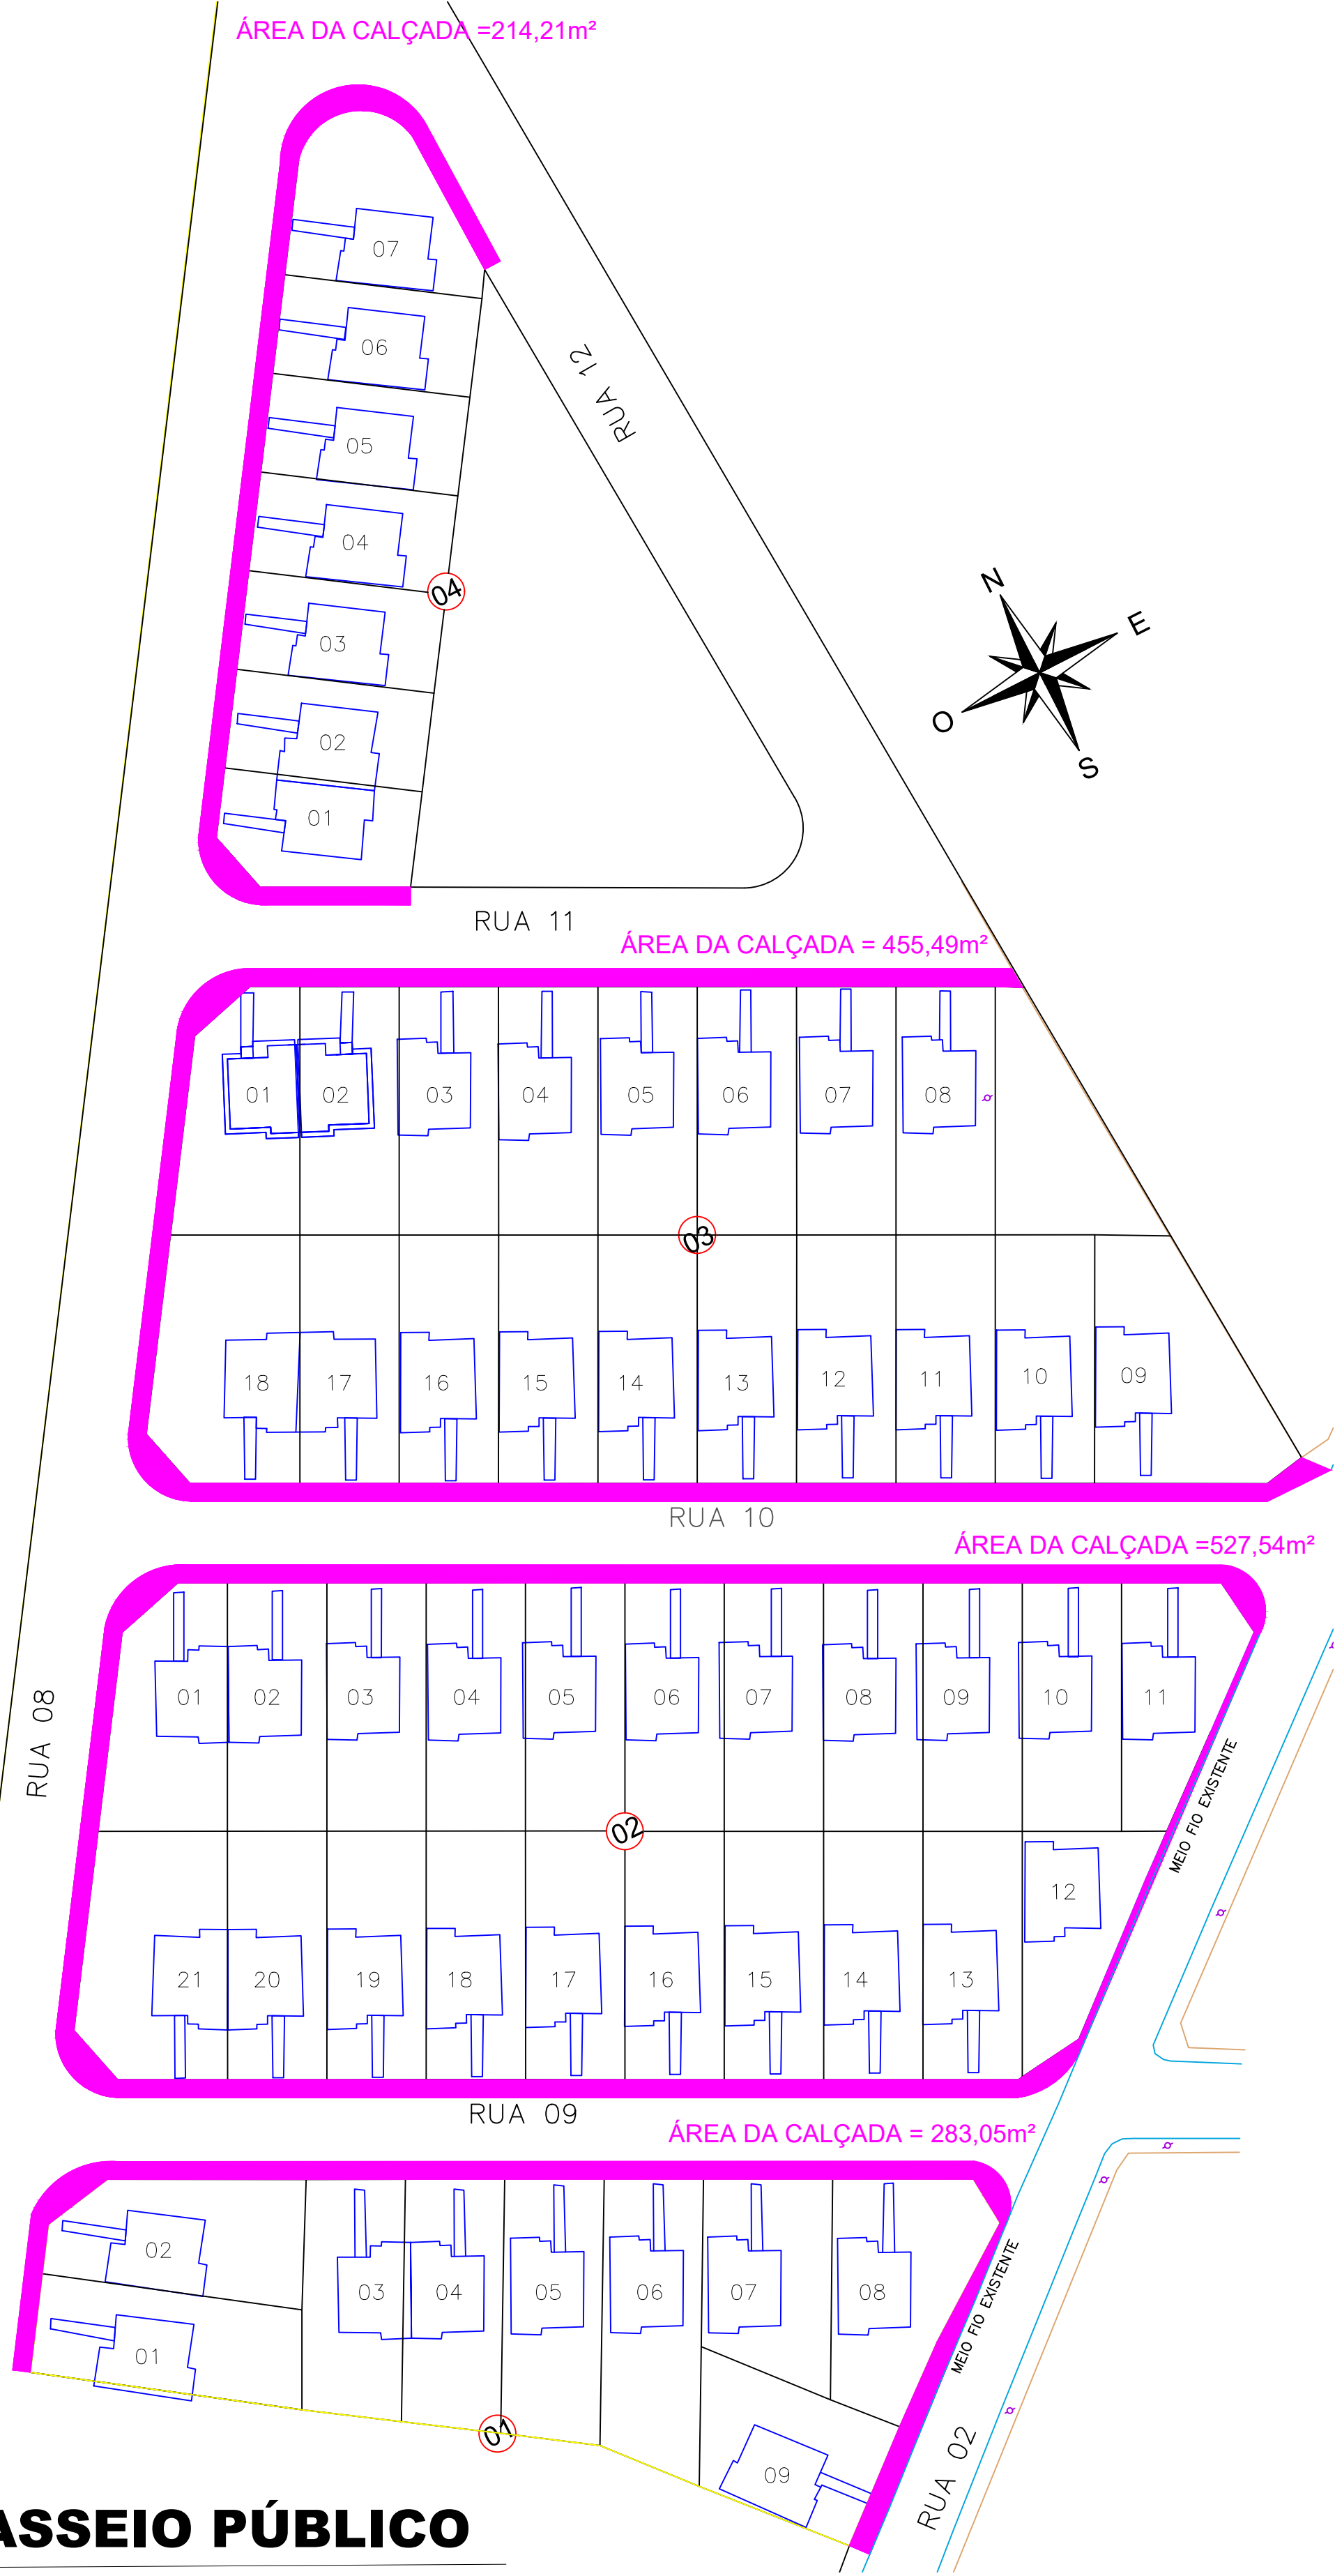 ÁREA DA CALÇADA =214,21m²
07
06
RUA 12
05
04
04
03
02
01
N
E
O
S
RUA 11
ÁREA DA CALÇADA = 455,49m²
01 02 03 04 05 06 07 08
03
18 17 16 15 14 13 12 11 10 09
RUA 10
ÁREA DA CALÇADA =527,54m²
01 02 03 04 05 06 07 08 09 10 11
RUA 08
MEIO FIO EXISTENTE
02
12
21 20 19 18 17 16 15 14 13
RUA 09
ÁREA DA CALÇADA = 283,05m²
02
03 04 05 06 07 08
01
MEIO FIO EXISTENTE
01
09
RUA 02
ASSEIO PÚBLICO